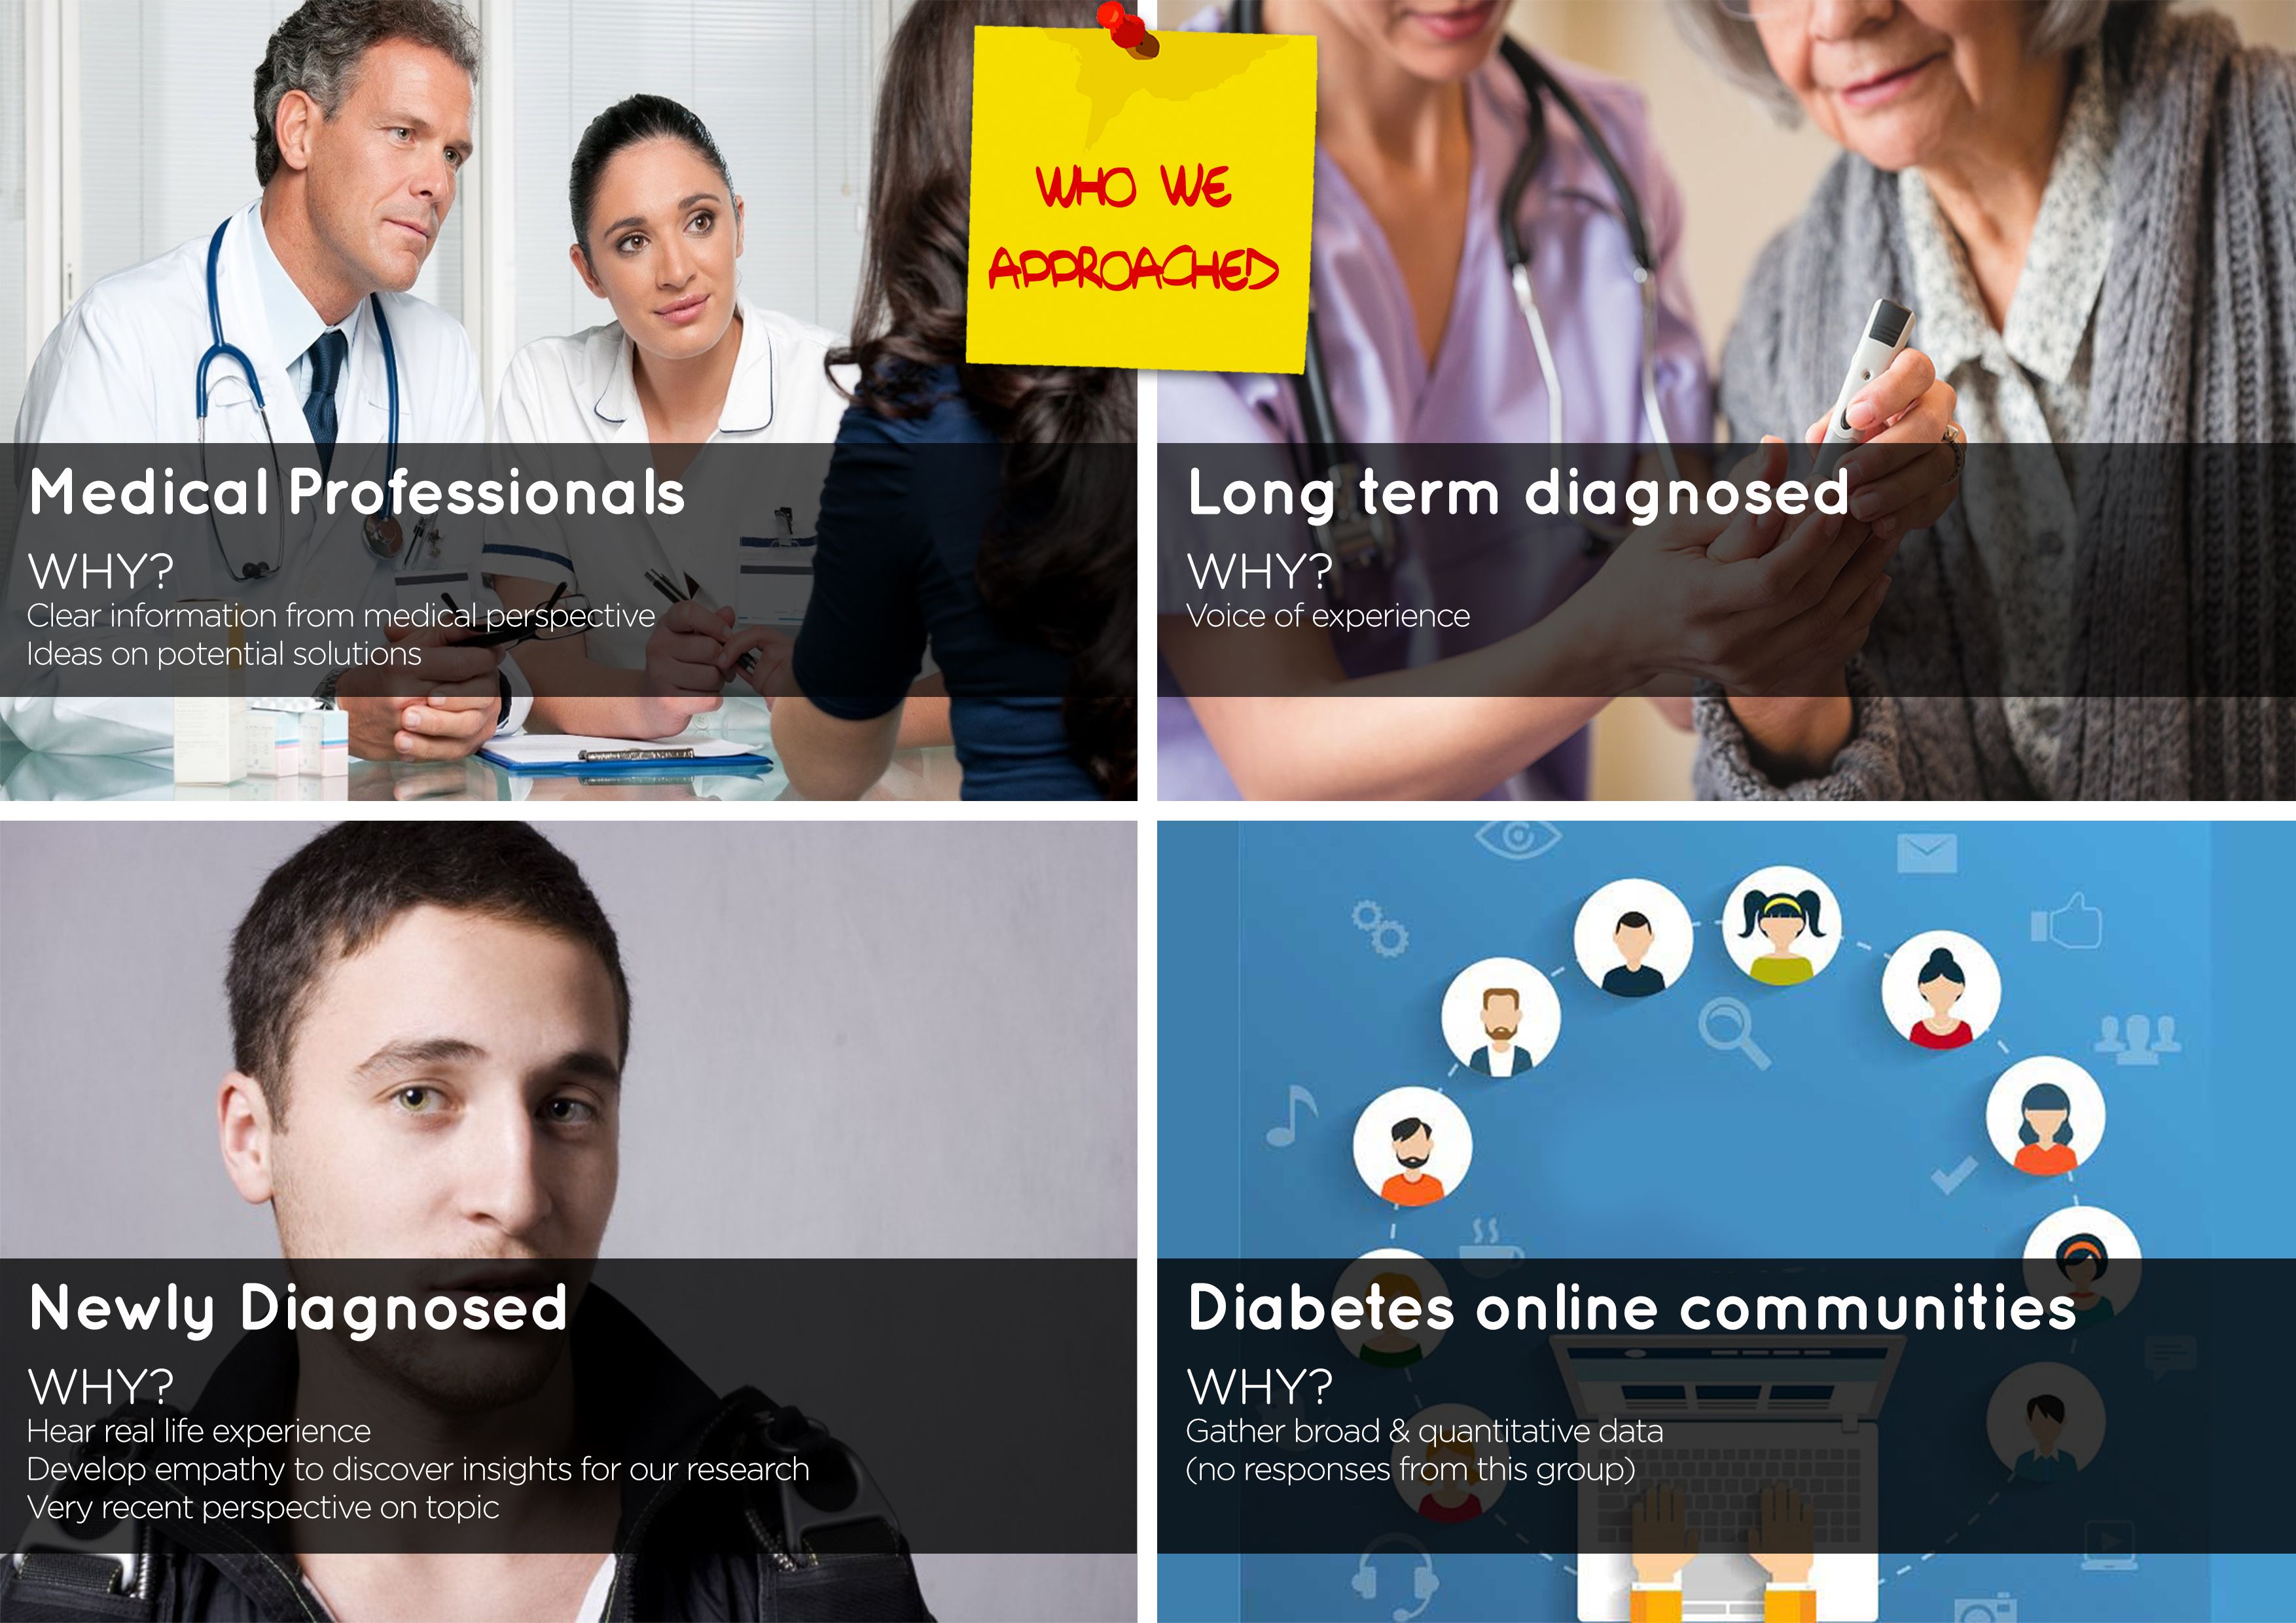 WHO WE
APPROACHED
Medical Professionals
WHY?
Clear information from medical perspective
Ideas on potential solutions
Long term diagnosed
WHY?
Voice of experience
Newly Diagnosed
WHY?
Hear real life experience
Develop empathy to discover insights for our research
Very recent perspective on topic
Diabetes online communities
WHY?
Gather broad & quantitative data
(no responses from this group)